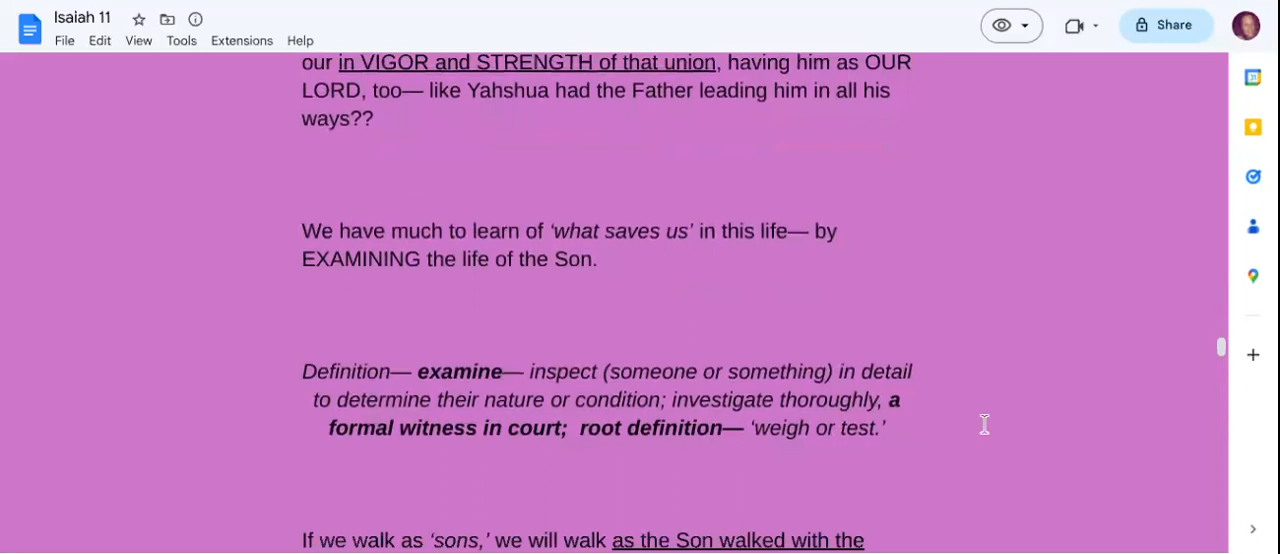 Isaiah 11
File Edit View Tools Extensions Help
Share
our in VIGOR and STRENGTH of that union, having him as OUR
LORD, too— like Yahshua had the Father leading him in all his
ways??
We have much to learn of ‘what saves us’ in this life— by
EXAMINING the life of the Son.
Definition— examine— inspect (someone or something) in detail
to determine their nature or condition; investigate thoroughly, a
formal witness in court;  root definition— ‘weigh or test.’
If we walk as ‘sons,’ we will walk as the Son walked with the